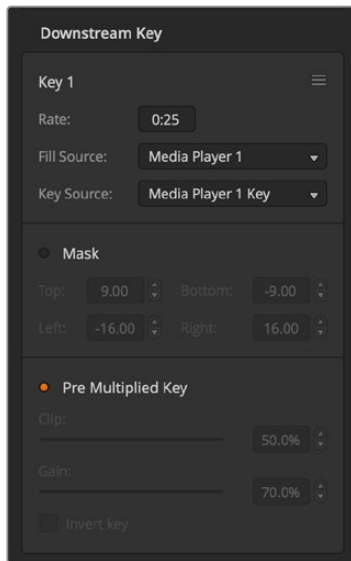 Downstream Key
Key 1
Rate: 0:25
Fill Source: Media Player 1
Key Source: Media Player 1 Key
Mask
Top: 9.00 Bottom: -9.00
Left: -16.00 Right: 16.00
Pre Multiplied Key
Clip:
50.0%
Gain:
70.0%
Invert key